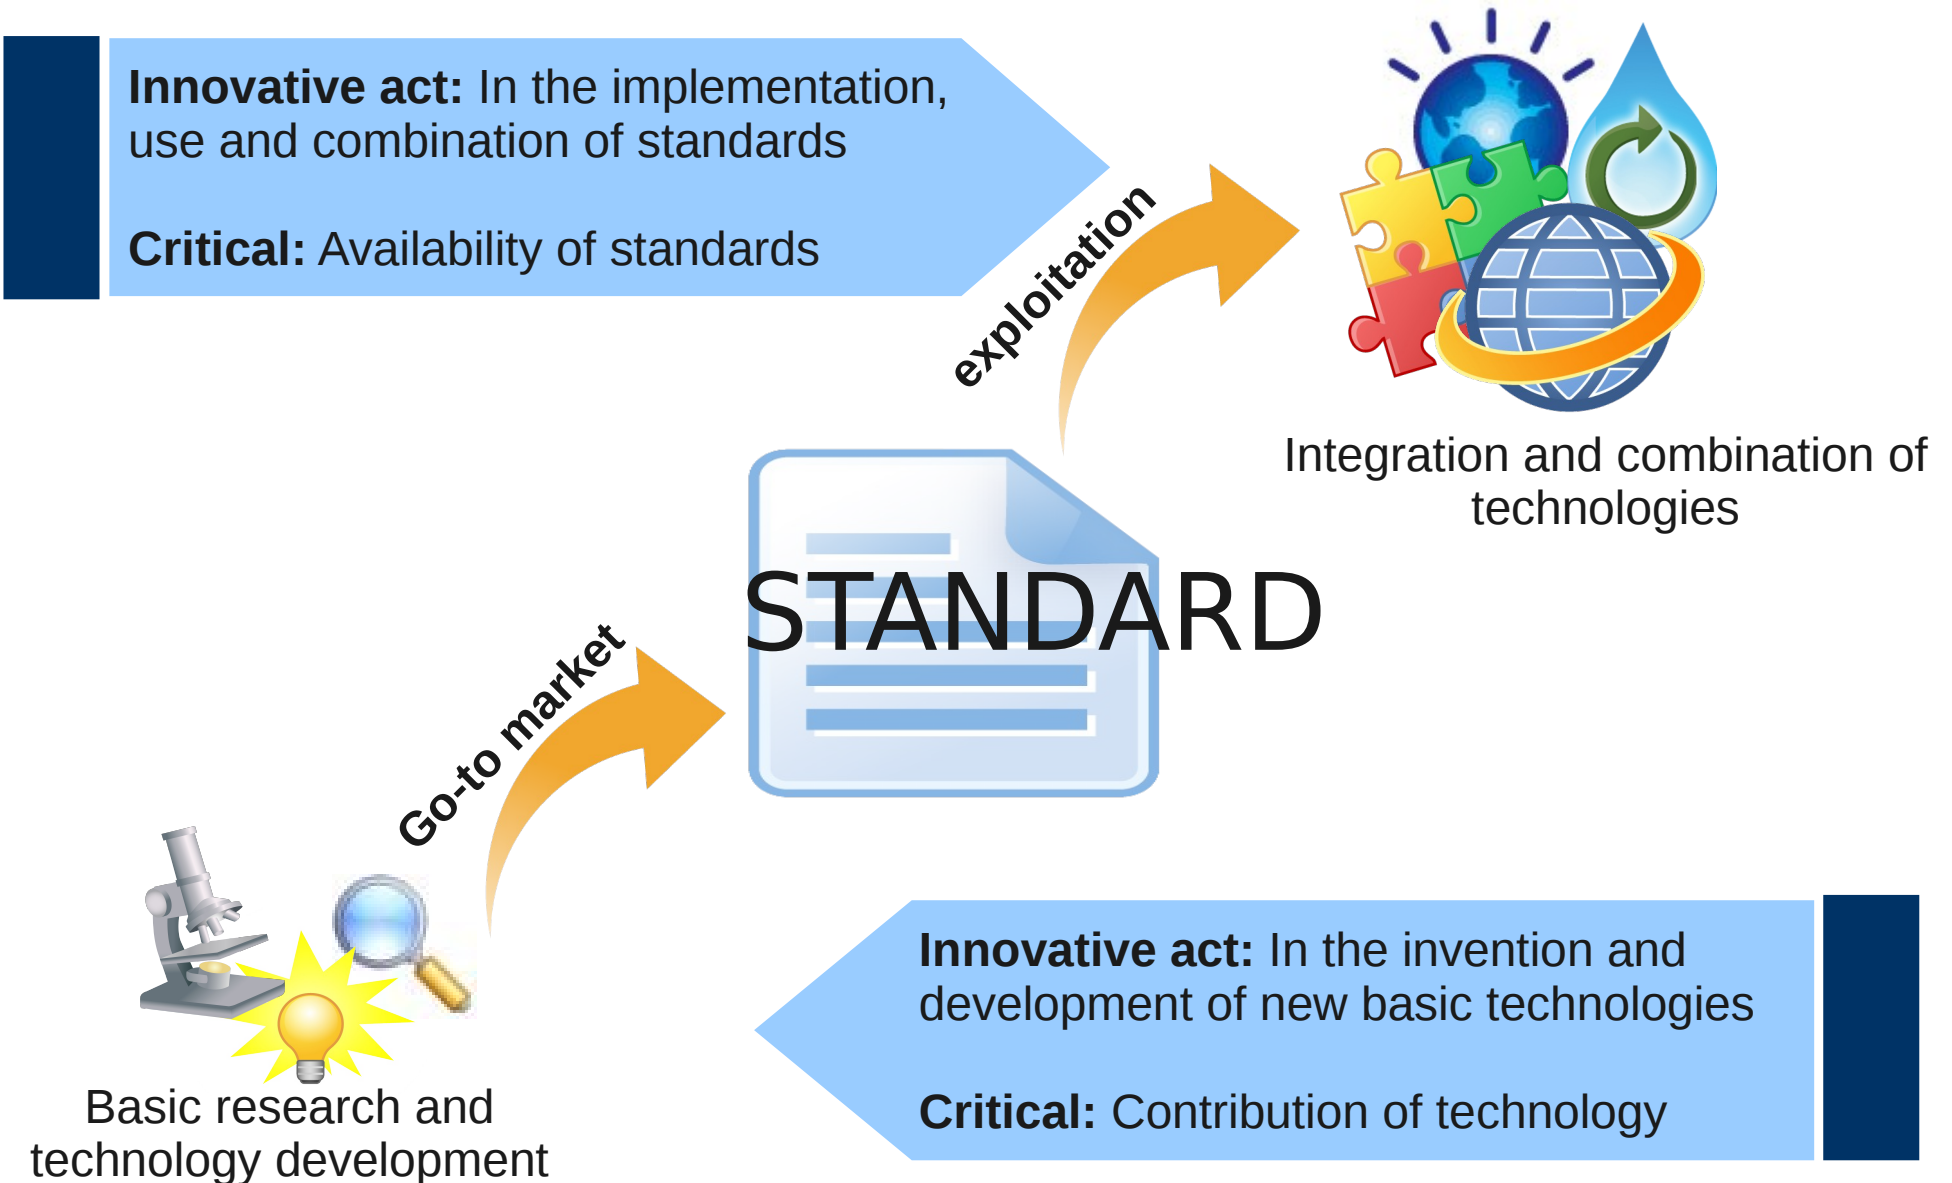 Innovative act: In the implementation,
use and combination of standards
Critical: Availability of standards
exploitation
Integration and combination of
technologies
STANDARD
Go-to market
Innovative act: In the invention and
development of new basic technologies
Critical: Contribution of technology
Basic research and
technology development